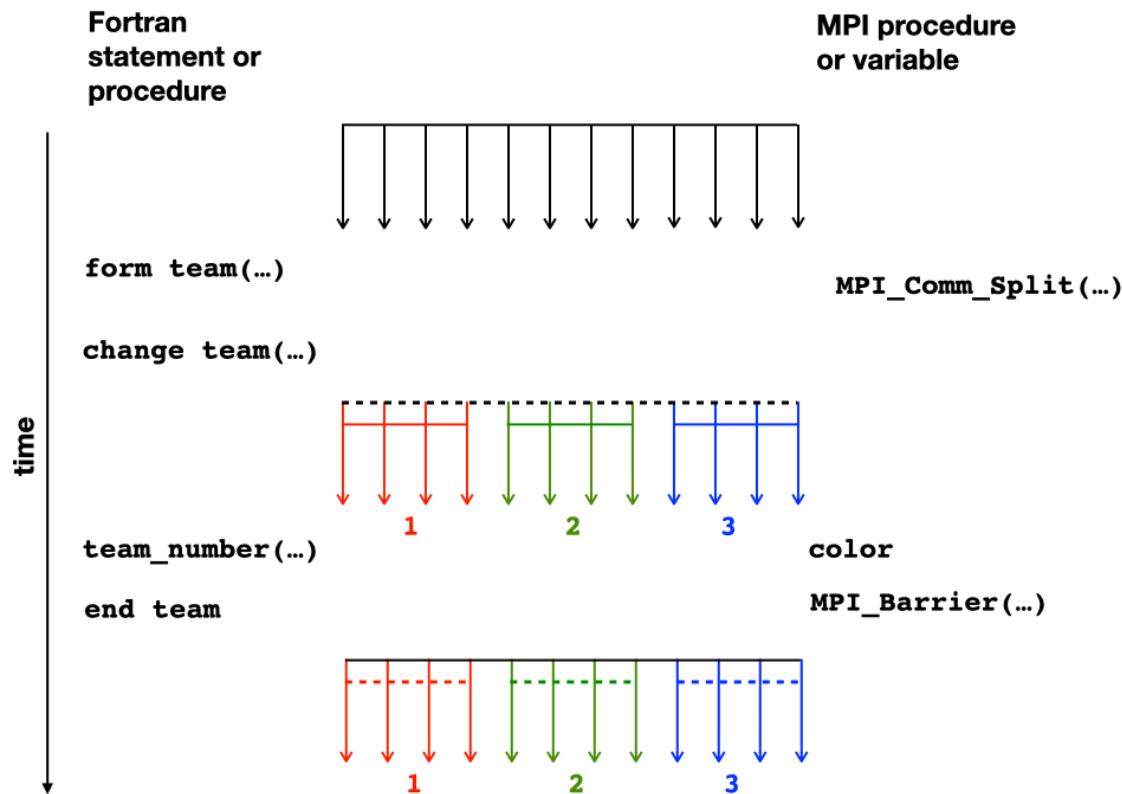 Fortran
statement or
procedure
MPI procedure
or variable
form team(…)
MPI_Comm_Split(…)
change team(…)
time
1 2 3
team_number(…)
color
end team
MPI_Barrier(…)
1 2 3